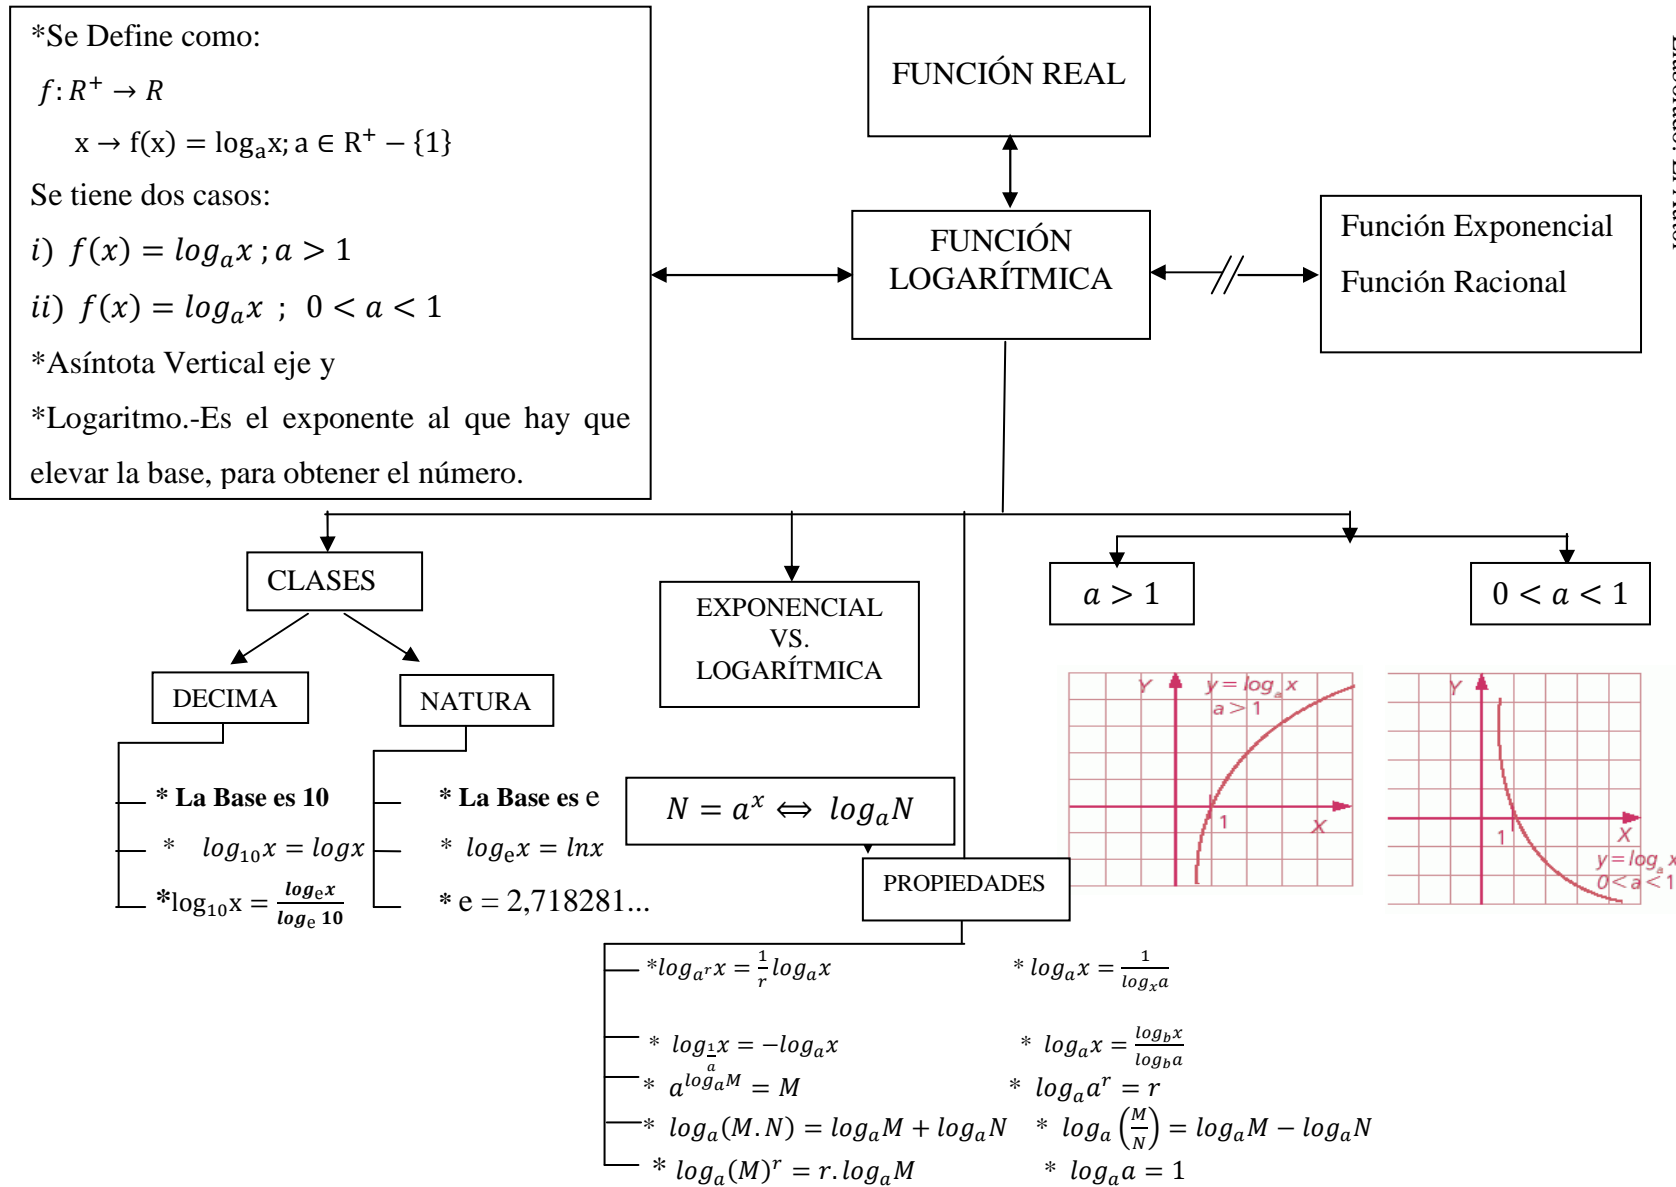 *Se Define como:
f: R⁺ → R
x → f(x) = logₐx; a ∈ R⁺ − {1}
Se tiene dos casos:
i) f(x) = logₐx ; a > 1
ii) f(x) = logₐx ; 0 < a < 1
*Asíntota Vertical eje y
*Logaritmo.-Es el exponente al que hay que
elevar la base, para obtener el número.
FUNCIÓN REAL
FUNCIÓN
LOGARÍTMICA
Función Exponencial
Función Racional
CLASES
DECIMA
* La Base es 10
* log₁₀x = logx
*log₁₀x = logₑx / logₑ 10
NATURA
* La Base es e
* logₑx = lnx
* e = 2,718281...
EXPONENCIAL
VS.
LOGARÍTMICA
N = aˣ ⟺ logₐN
a > 1
Y
y = logₐ x
a > 1
1
X
0 < a < 1
Y
1
X
y = logₐ x
0 < a < 1
PROPIEDADES
*log_{a^r} x = 1/r logₐx
* logₐx = 1 / logₓa
* log_{1/a} x = −logₐx
* logₐx = log_b x / log_b a
* a^{logₐM} = M
* logₐaʳ = r
* logₐ(M.N) = logₐM + logₐN
* logₐ(M/N) = logₐM − logₐN
* logₐ(M)ʳ = r.logₐM
* logₐa = 1